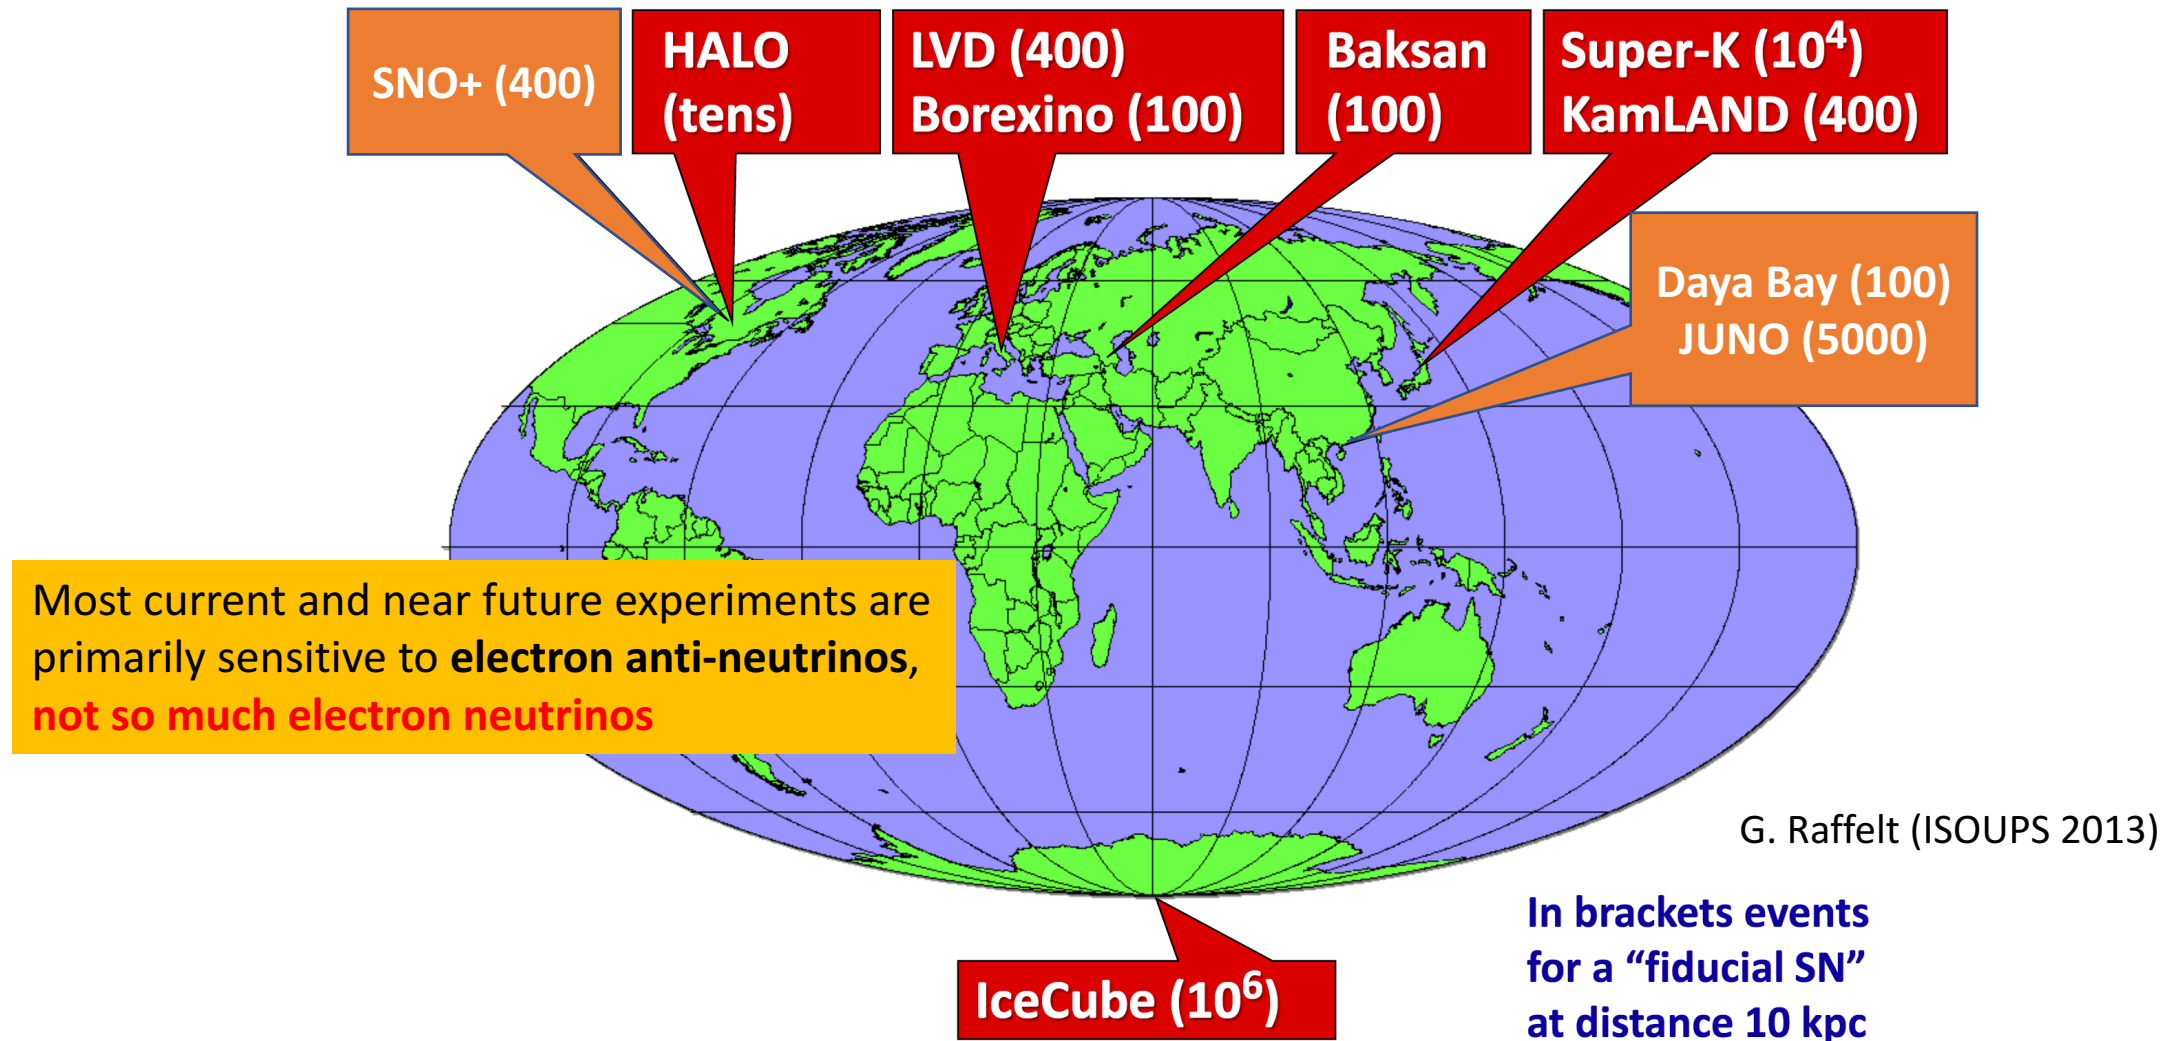 SNO+ (400)
HALO
(tens)
LVD (400)
Borexino (100)
Baksan
(100)
Super-K (10⁴)
KamLAND (400)
Daya Bay (100)
JUNO (5000)
Most current and near future experiments are
primarily sensitive to electron anti-neutrinos,
not so much electron neutrinos
G. Raffelt (ISOUPS 2013)
IceCube (10⁶)
In brackets events
for a “fiducial SN”
at distance 10 kpc